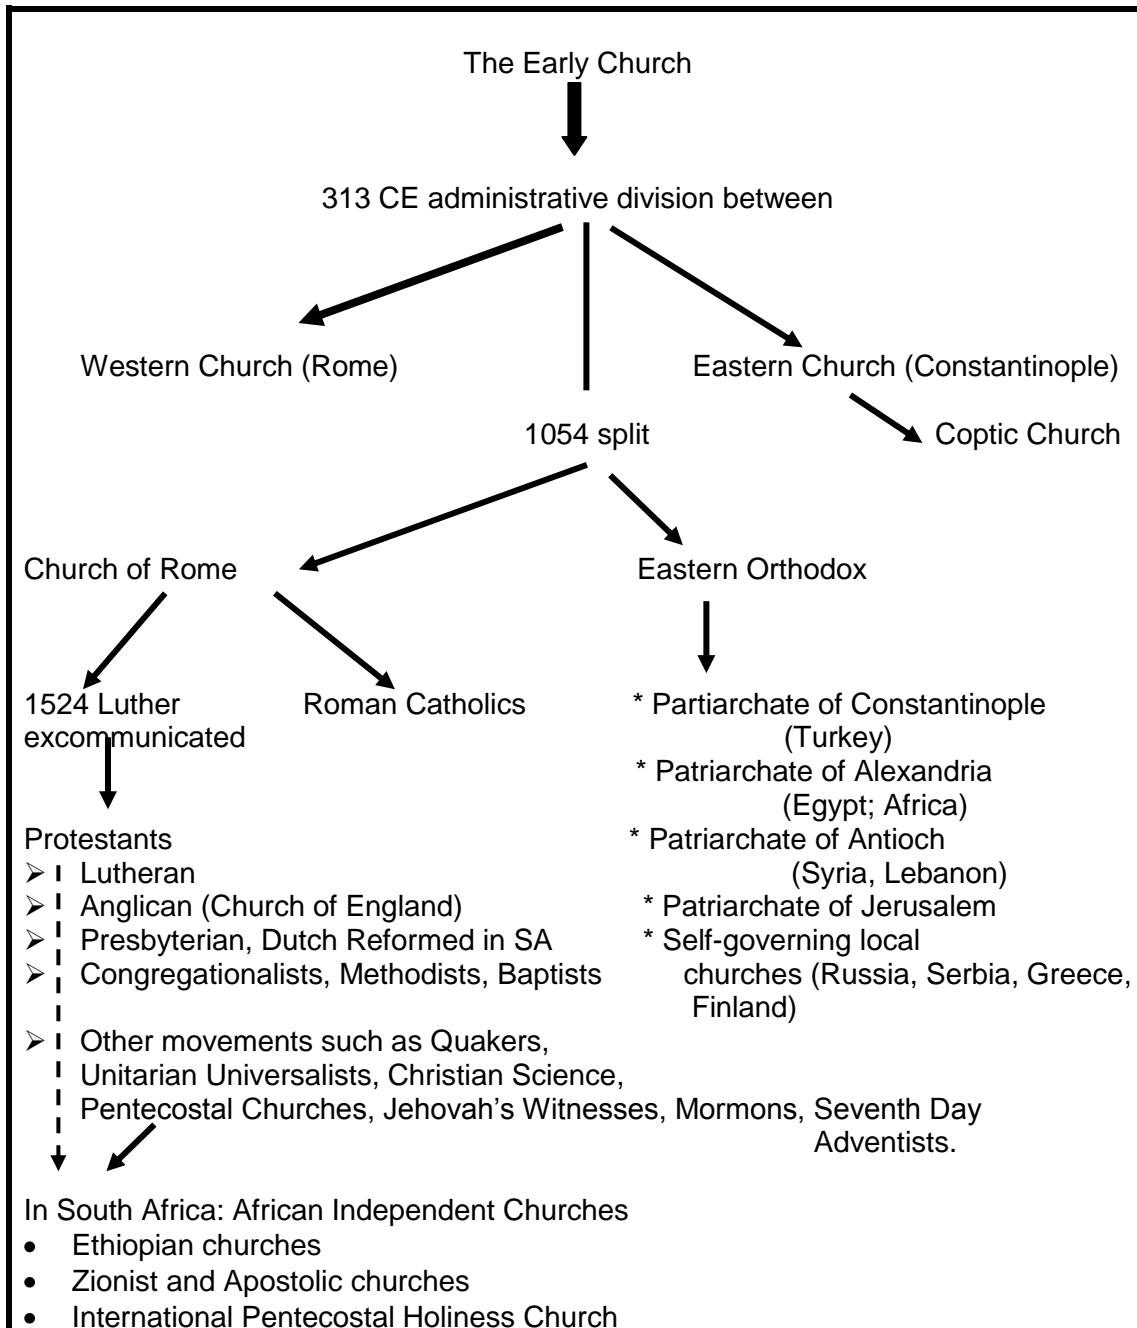 The Early Church
313 CE administrative division between
Western Church (Rome)
Eastern Church (Constantinople)
1054 split
Coptic Church
Church of Rome
Eastern Orthodox
1524 Luther
excommunicated
Roman Catholics
* Partiarchate of Constantinople
(Turkey)
* Patriarchate of Alexandria
(Egypt; Africa)
* Patriarchate of Antioch
(Syria, Lebanon)
* Patriarchate of Jerusalem
* Self-governing local
churches (Russia, Serbia, Greece,
Finland)
Protestants
➢ Lutheran
➢ Anglican (Church of England)
➢ Presbyterian, Dutch Reformed in SA
➢ Congregationalists, Methodists, Baptists
➢ Other movements such as Quakers,
Unitarian Universalists, Christian Science,
Pentecostal Churches, Jehovah’s Witnesses, Mormons, Seventh Day
Adventists.
In South Africa: African Independent Churches
• Ethiopian churches
• Zionist and Apostolic churches
• International Pentecostal Holiness Church